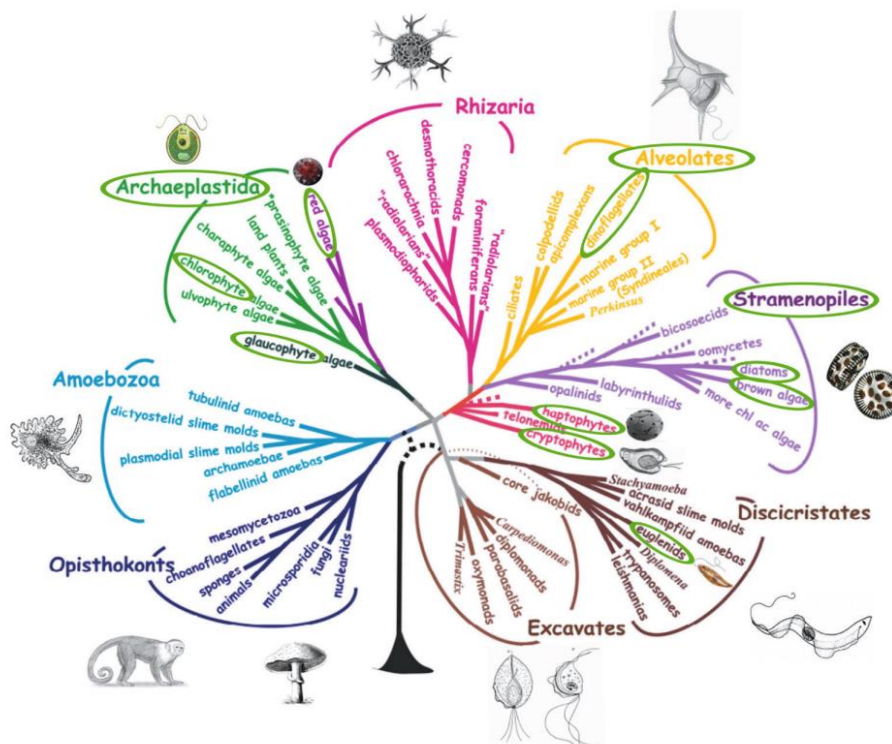 Rhizaria
desmothoracids
cercomonads
chlorarachnia
"radiolarians"
plasmodiophorids
foraminiferans
"radiolarians"
Alveolates
ciliates
colpodellids
apicomplexans
dinoflagellates
marine group I
marine group II
(Syndineales)
Perkinsus
Archaeplastida
red algae
*prasinophyte algae
land plants
charaphyte algae
chlorophyte algae
ulvophyte algae
glaucophyte algae
Stramenopiles
bicosoecids
oomycetes
diatoms
brown algae
more chl ac algae
labyrinthulids
opalinids
haptophytes
telonemids
cryptophytes
Amoebozoa
tubulinid amoebas
dictyostelid slime molds
plasmodial slime molds
archamoebae
flabellinid amoebas
Opisthokonts
mesomycetozoa
choanoflagellates
sponges
animals
microsporidia
fungi
nucleariids
Discicristates
Stachyamoeba
acrasid slime molds
vahlkampfiid amoebas
euglenids
Diplomena
trypanosomes
leishmanias
core jakobids
Excavates
Carpediomonas
diplomonads
parabasalids
oxymonads
Trimastix